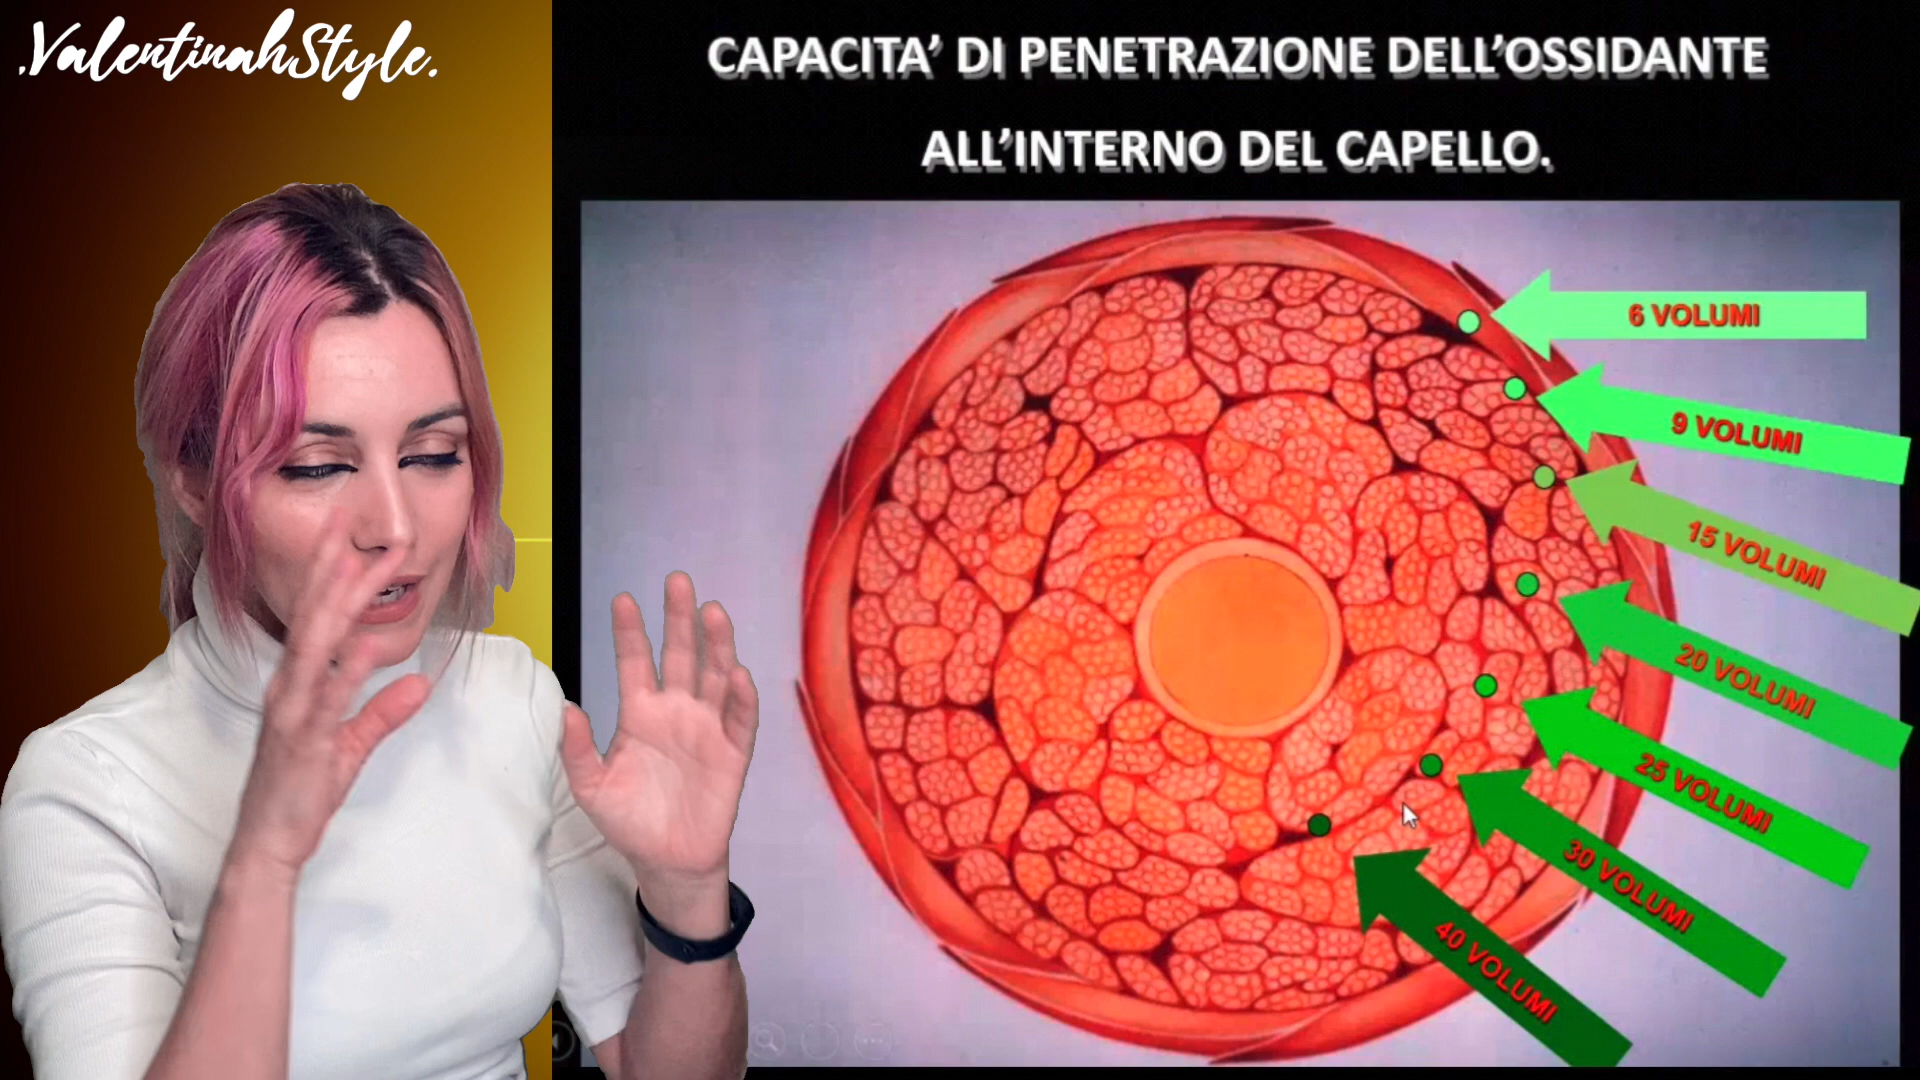 .ValentinahStyle.
CAPACITA’ DI PENETRAZIONE DELL’OSSIDANTE
ALL’INTERNO DEL CAPELLO.
6 VOLUMI
9 VOLUMI
15 VOLUMI
20 VOLUMI
25 VOLUMI
30 VOLUMI
40 VOLUMI